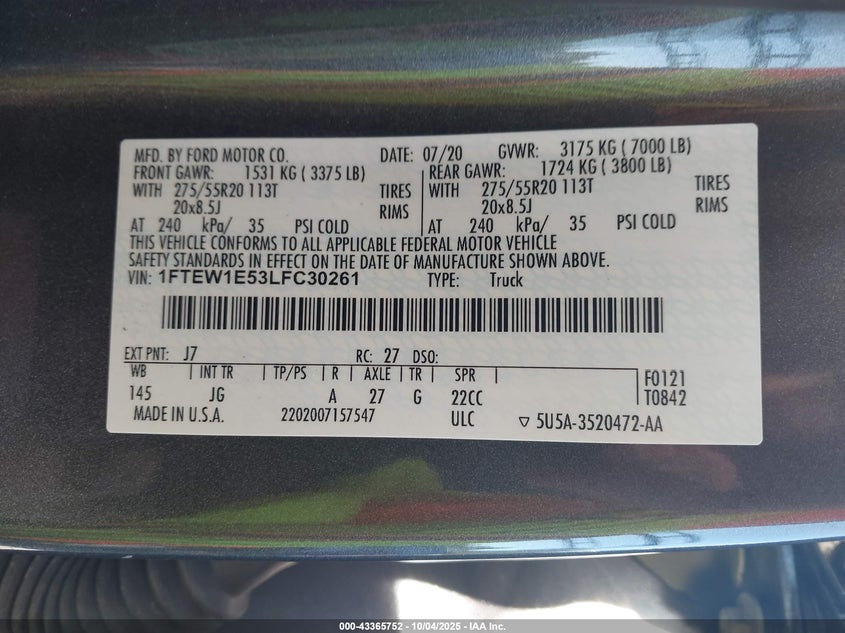 MFD. BY FORD MOTOR CO. DATE: 07/20 GVWR: 3175 KG ( 7000 LB)
FRONT GAWR: 1531 KG ( 3375 LB) REAR GAWR: 1724 KG ( 3800 LB)
WITH 275/55R20 113T TIRES WITH 275/55R20 113T TIRES
20x8.5J RIMS 20x8.5J RIMS
AT 240 kPa/ 35 PSI COLD AT 240 kPa/ 35 PSI COLD
THIS VEHICLE CONFORMS TO ALL APPLICABLE FEDERAL MOTOR VEHICLE
SAFETY STANDARDS IN EFFECT ON THE DATE OF MANUFACTURE SHOWN ABOVE.
VIN: 1FTEW1E53LFC30261 TYPE: Truck
EXT PNT: J7 RC: 27 DSO:
WB INT TR TP/PS R AXLE TR SPR F0121
145 JG A 27 G 22CC T0842
MADE IN U.S.A. 2202007157547 ULC ▽ 5U5A-3520472-AA
000-43365752 - 10/04/2025 - IAA Inc.